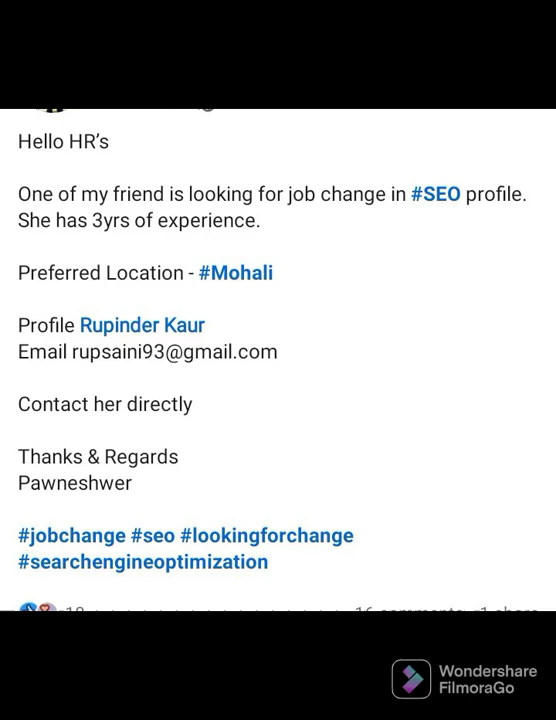 Hello HR's
One of my friend is looking for job change in #SEO profile.
She has 3yrs of experience.
Preferred Location - #Mohali
Profile Rupinder Kaur
Email rupsaini93@gmail.com
Contact her directly
Thanks & Regards
Pawneshwer
#jobchange #seo #lookingforchange
#searchengineoptimization
Wondershare
FilmoraGo